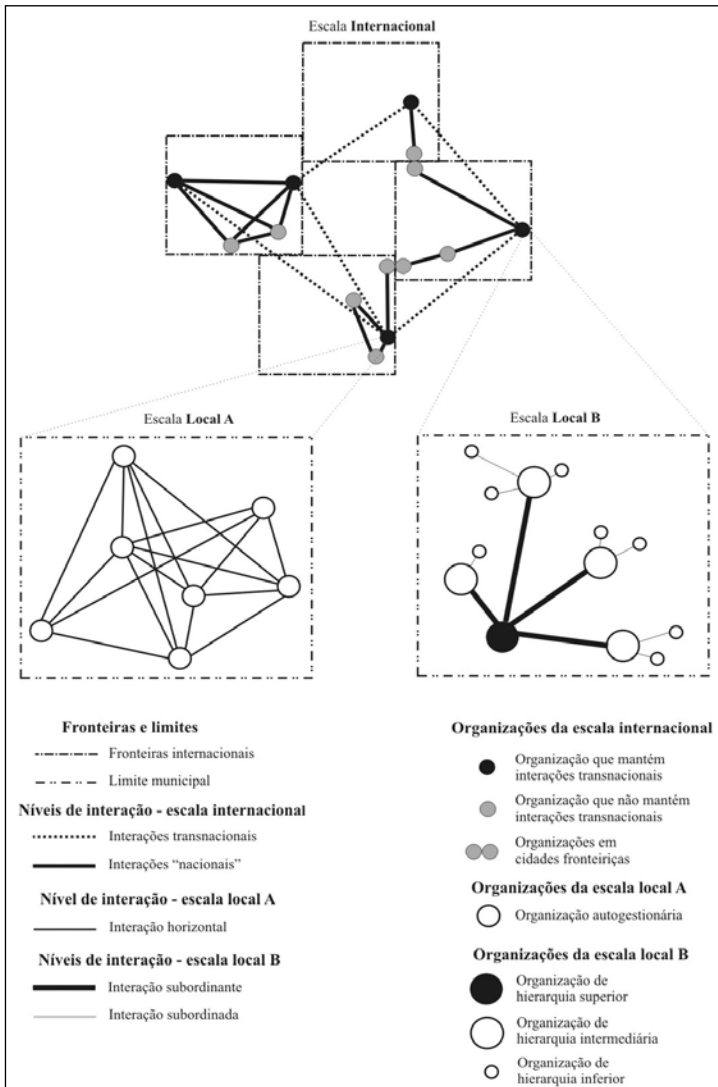 Escala Internacional
Escala Local A
Escala Local B
Fronteiras e limites
Fronteiras internacionais
Limite municipal
Níveis de interação - escala internacional
Interações transnacionais
Interações “nacionais”
Nível de interação - escala local A
Interação horizontal
Níveis de interação - escala local B
Interação subordinante
Interação subordinada
Organizações da escala internacional
Organização que mantém
interações transnacionais
Organização que não mantém
interações transnacionais
Organizações em
cidades fronteiriças
Organizações da escala local A
Organização autogestionária
Organizações da escala local B
Organização de
hierarquia superior
Organização de
hierarquia intermediária
Organização de
hierarquia inferior